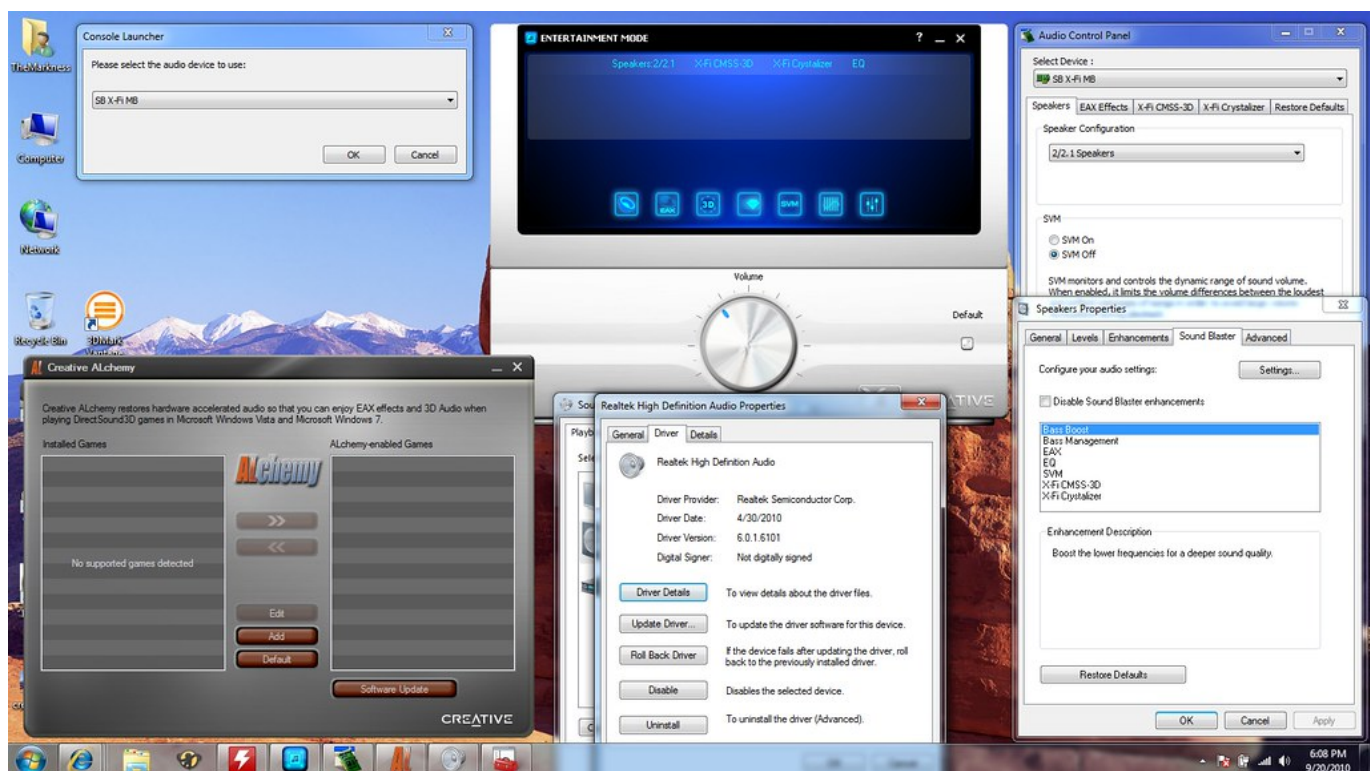 TheMarkness
Computer
Network
Recycle Bin
3DMark
Vantage
Console Launcher
Please select the audio device to use:
SB X-Fi MB
OK
Cancel
ENTERTAINMENT MODE
?
Speakers:2/2.1
X-Fi CMSS-3D
X-Fi Crystalizer
EQ
EAX
3D
SVM
Volume
Default
Audio Control Panel
Select Device :
SB X-Fi MB
Speakers
EAX Effects
X-Fi CMSS-3D
X-Fi Crystalizer
Restore Defaults
Speaker Configuration
2/2.1 Speakers
SVM
SVM On
SVM Off
SVM monitors and controls the dynamic range of sound volume.
When enabled, it limits the volume differences between the loudest
Creative ALchemy
Creative ALchemy restores hardware accelerated audio so that you can enjoy EAX effects and 3D Audio when
playing DirectSound3D games in Microsoft Windows Vista and Microsoft Windows 7.
Installed Games
ALchemy-enabled Games
ALchemy
>>
<<
No supported games detected
Edit
Add
Default
Software Update
CREATIVE
Sou
Playb
Sele
Realtek High Definition Audio Properties
General
Driver
Details
Realtek High Definition Audio
Driver Provider: Realtek Semiconductor Corp.
Driver Date: 4/30/2010
Driver Version: 6.0.1.6101
Digital Signer: Not digitally signed
Driver Details
To view details about the driver files.
Update Driver...
To update the driver software for this device.
Roll Back Driver
If the device fails after updating the driver, roll
back to the previously installed driver.
Disable
Disables the selected device.
Uninstall
To uninstall the driver (Advanced).
Speakers Properties
General
Levels
Enhancements
Sound Blaster
Advanced
Configure your audio settings:
Settings...
Disable Sound Blaster enhancements
Bass Boost
Bass Management
EAX
EQ
SVM
X-Fi CMSS-3D
X-Fi Crystalizer
Enhancement Description
Boost the lower frequencies for a deeper sound quality.
Restore Defaults
OK
Cancel
Apply
6:08 PM
9/20/2010